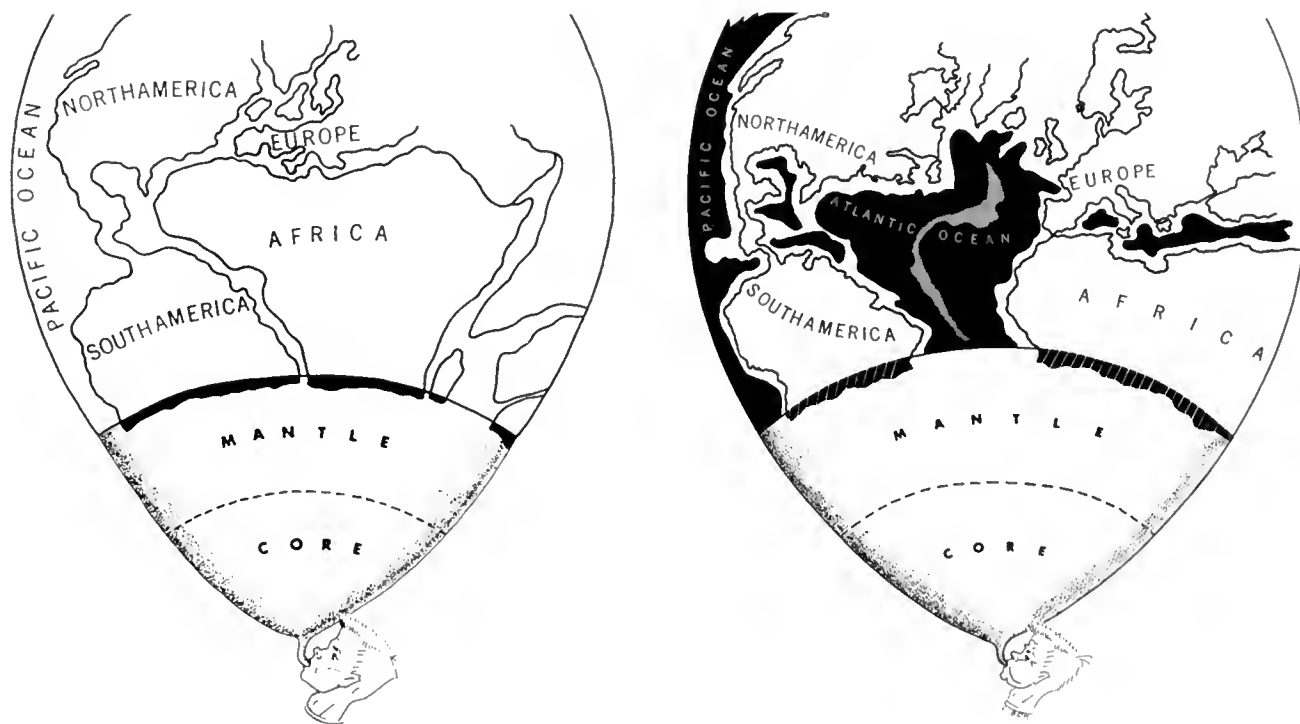 PACIFIC OCEAN
NORTHAMERICA
EUROPE
AFRICA
SOUTHAMERICA
MANTLE
CORE
PACIFIC OCEAN
NORTHAMERICA
EUROPE
ATLANTIC OCEAN
AFRICA
SOUTHAMERICA
MANTLE
CORE